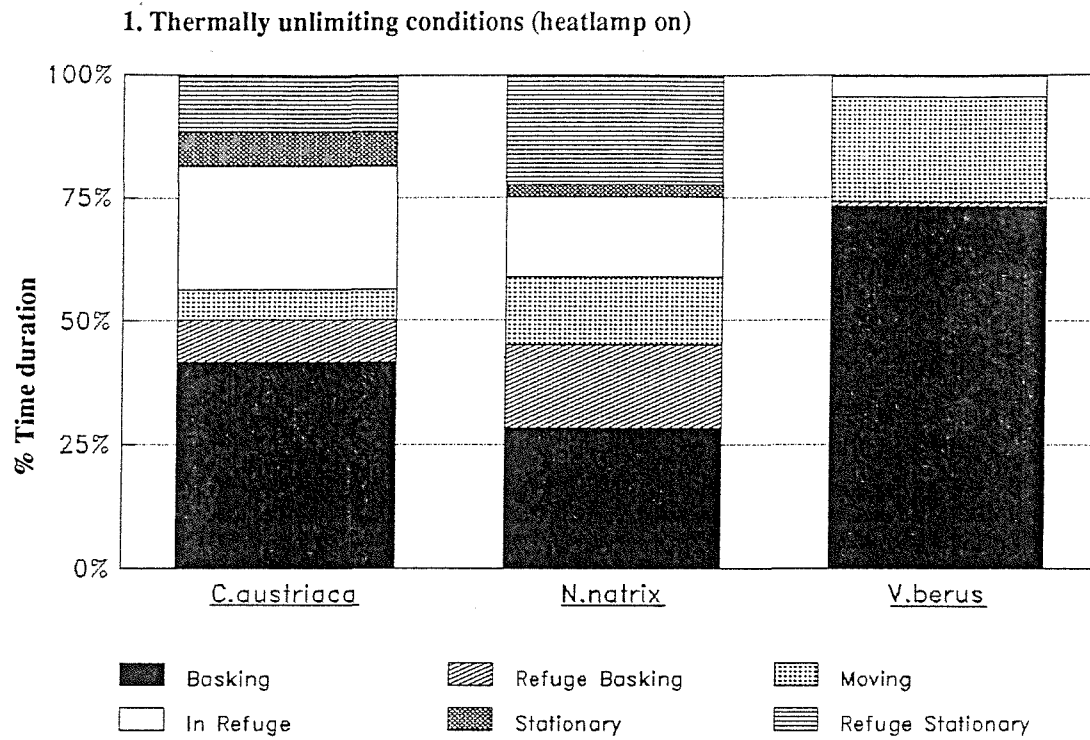 1. Thermally unlimiting conditions (heatlamp on)
100%
75%
50%
25%
0%
% Time duration
C.austriaca N.natrix V.berus
Basking Refuge Basking Moving
In Refuge Stationary Refuge Stationary